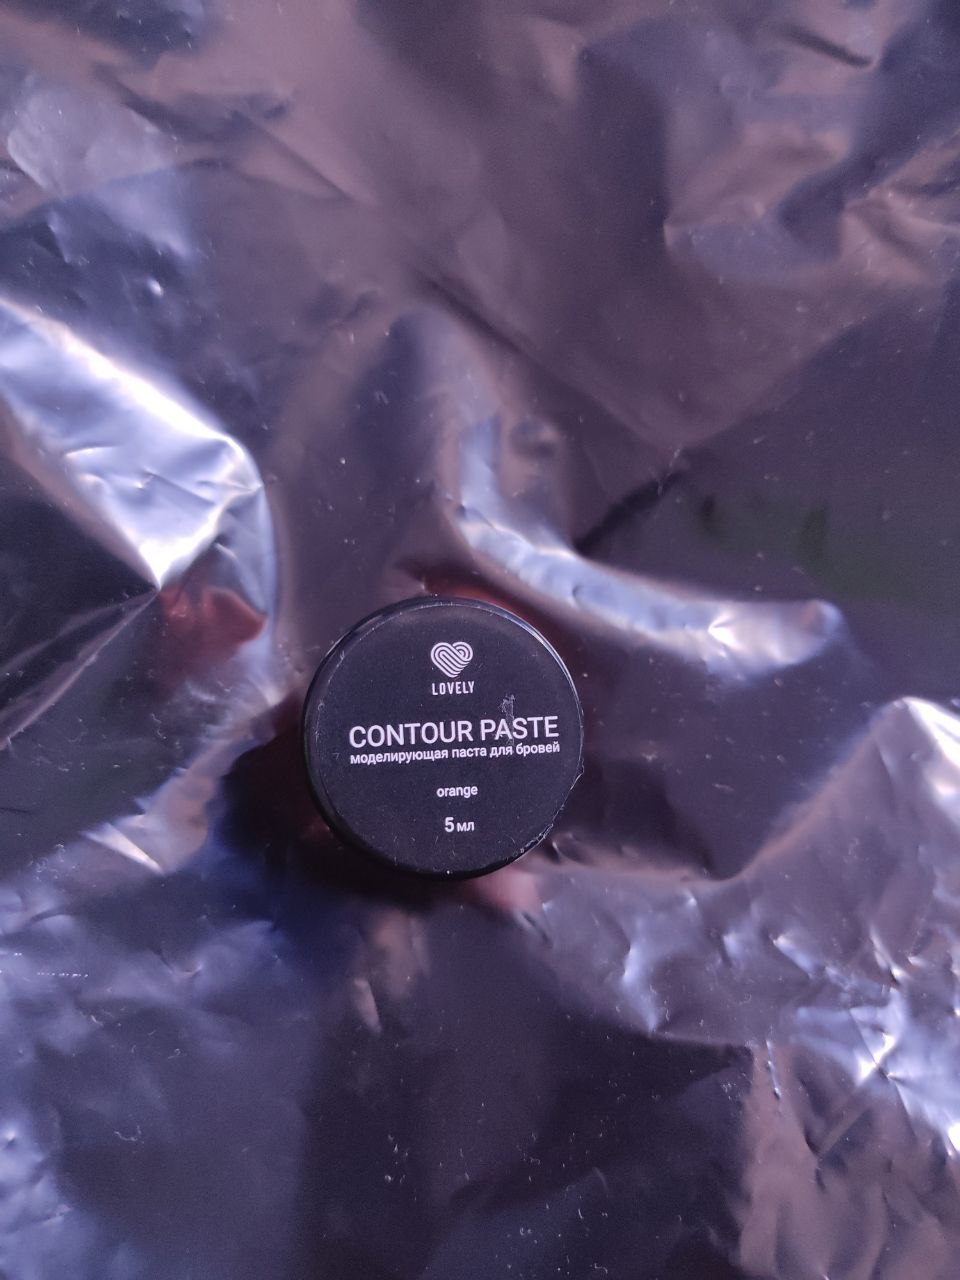 LOVELY
CONTOUR PASTE
моделирующая паста для бровей
orange
5 мл